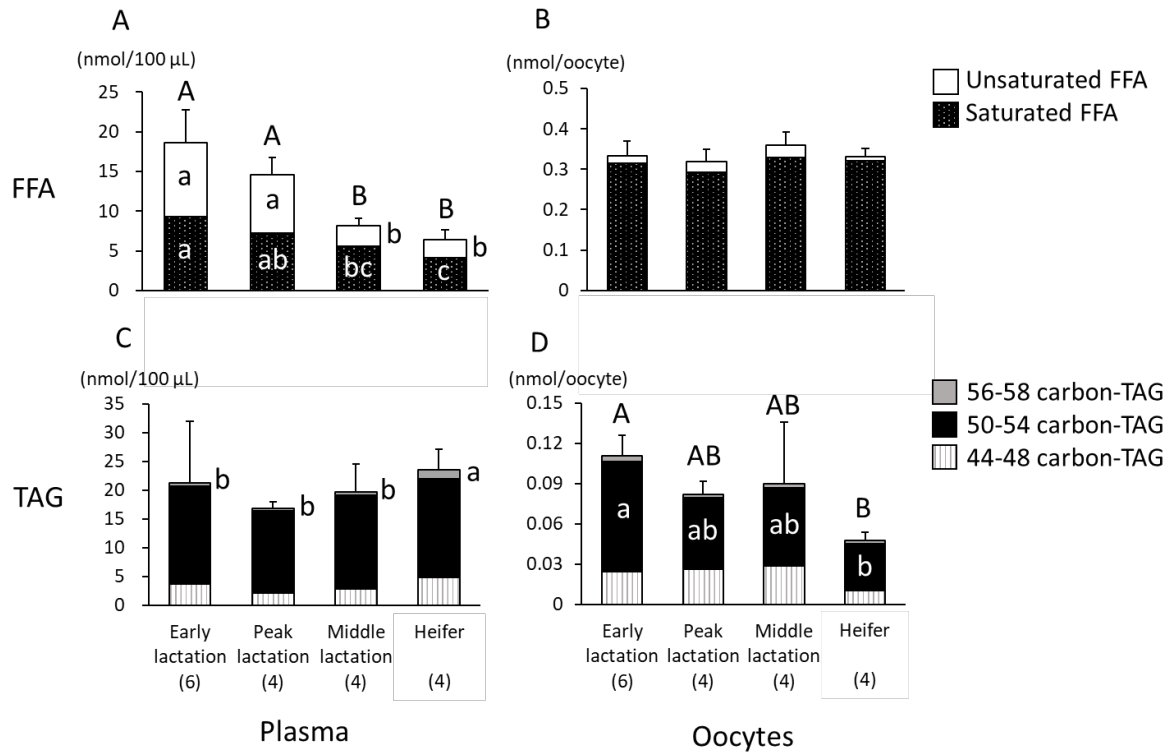 A
(nmol/100 µL)
FFA
25
20
15
10
5
0
A
A
B
B
a
a
b
b
a
ab
bc
c
B
(nmol/oocyte)
0.5
0.4
0.3
0.2
0.1
0
Unsaturated FFA
Saturated FFA
C
(nmol/100 µL)
TAG
35
30
25
20
15
10
5
0
b
b
b
a
Early lactation (6)
Peak lactation (4)
Middle lactation (4)
Heifer (4)
Plasma
D
(nmol/oocyte)
0.15
0.12
0.09
0.06
0.03
0
A
AB
AB
B
a
ab
ab
b
Early lactation (6)
Peak lactation (4)
Middle lactation (4)
Heifer (4)
Oocytes
56-58 carbon-TAG
50-54 carbon-TAG
44-48 carbon-TAG